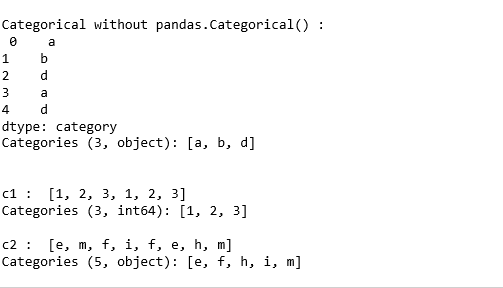 Categorical without pandas.Categorical() :
0    a
1    b
2    d
3    a
4    d
dtype: category
Categories (3, object): [a, b, d]
c1 :  [1, 2, 3, 1, 2, 3]
Categories (3, int64): [1, 2, 3]
c2 :  [e, m, f, i, f, e, h, m]
Categories (5, object): [e, f, h, i, m]